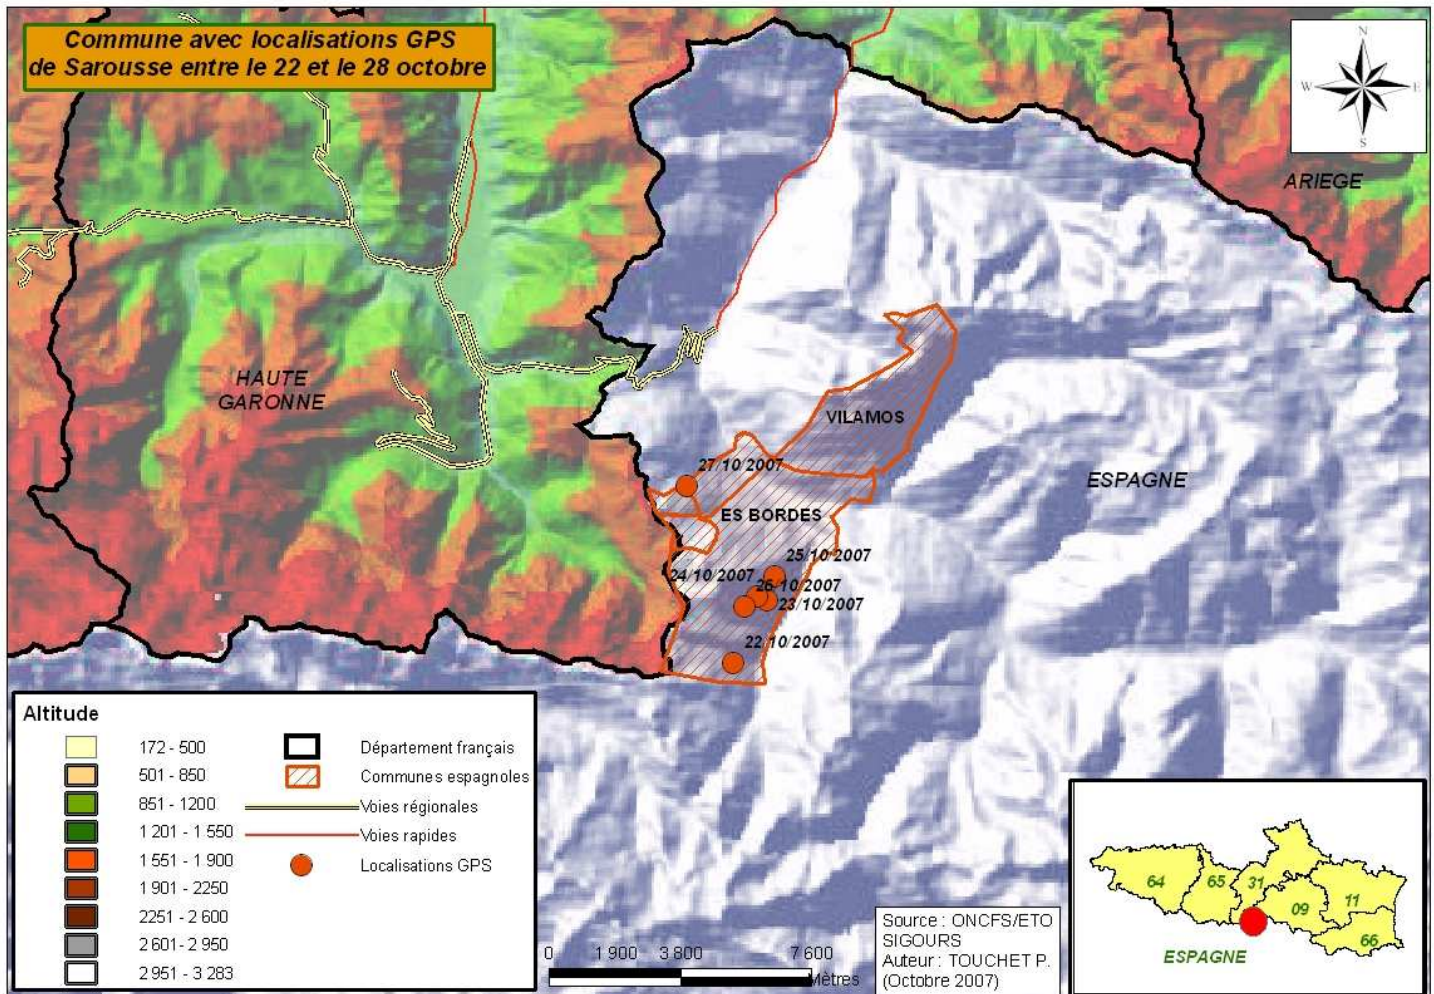 Commune avec localisations GPS
de Sarousse entre le 22 et le 28 octobre
N
W
E
S
ARIEGE
HAUTE
GARONNE
VILAMOS
ESPAGNE
27/10/2007
ES BORDES
25/10/2007
24/10/2007
26/10/2007
23/10/2007
22/10/2007
Altitude
172 - 500
501 - 850
851 - 1200
1 201 - 1 550
1 551 - 1 900
1 901 - 2250
2251 - 2 600
2 601 - 2 950
2 951 - 3 283
Département français
Communes espagnoles
Voies régionales
Voies rapides
Localisations GPS
0 1 900 3 800 7 600
Mètres
Source : ONCFS/ETO
SIGOURS
Auteur : TOUCHET P.
(Octobre 2007)
64
65
31
09
11
66
ESPAGNE